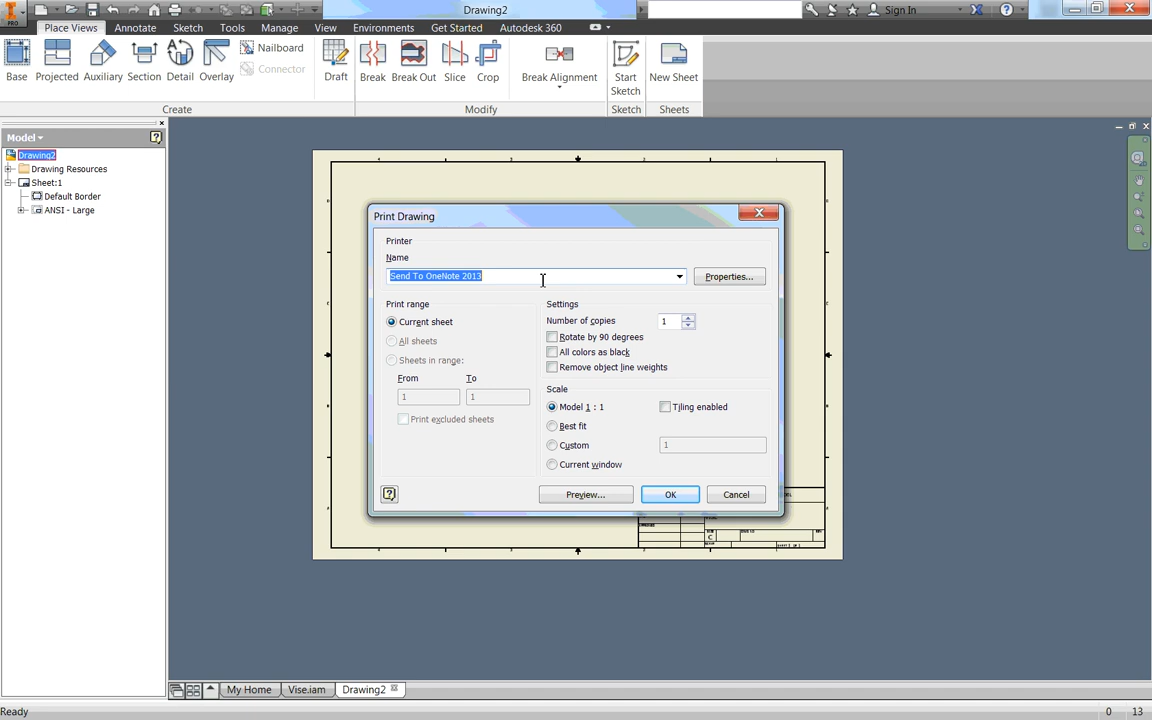 PRO
Drawing2
Sign In
Place Views
Annotate
Sketch
Tools
Manage
View
Environments
Get Started
Autodesk 360
Base
Projected
Auxiliary
Section
Detail
Overlay
Nailboard
Connector
Draft
Break
Break Out
Slice
Crop
Break Alignment
Start
Sketch
New Sheet
Create
Modify
Sketch
Sheets
Model
Drawing2
Drawing Resources
Sheet:1
Default Border
ANSI - Large
Print Drawing
Printer
Name
Send To OneNote 2013
Properties...
Print range
Current sheet
All sheets
Sheets in range:
From
To
1
1
Print excluded sheets
Settings
Number of copies
1
Rotate by 90 degrees
All colors as black
Remove object line weights
Scale
Model 1 : 1
Tiling enabled
Best fit
Custom
1
Current window
Preview...
OK
Cancel
C
My Home
Vise.iam
Drawing2
Ready
0
13